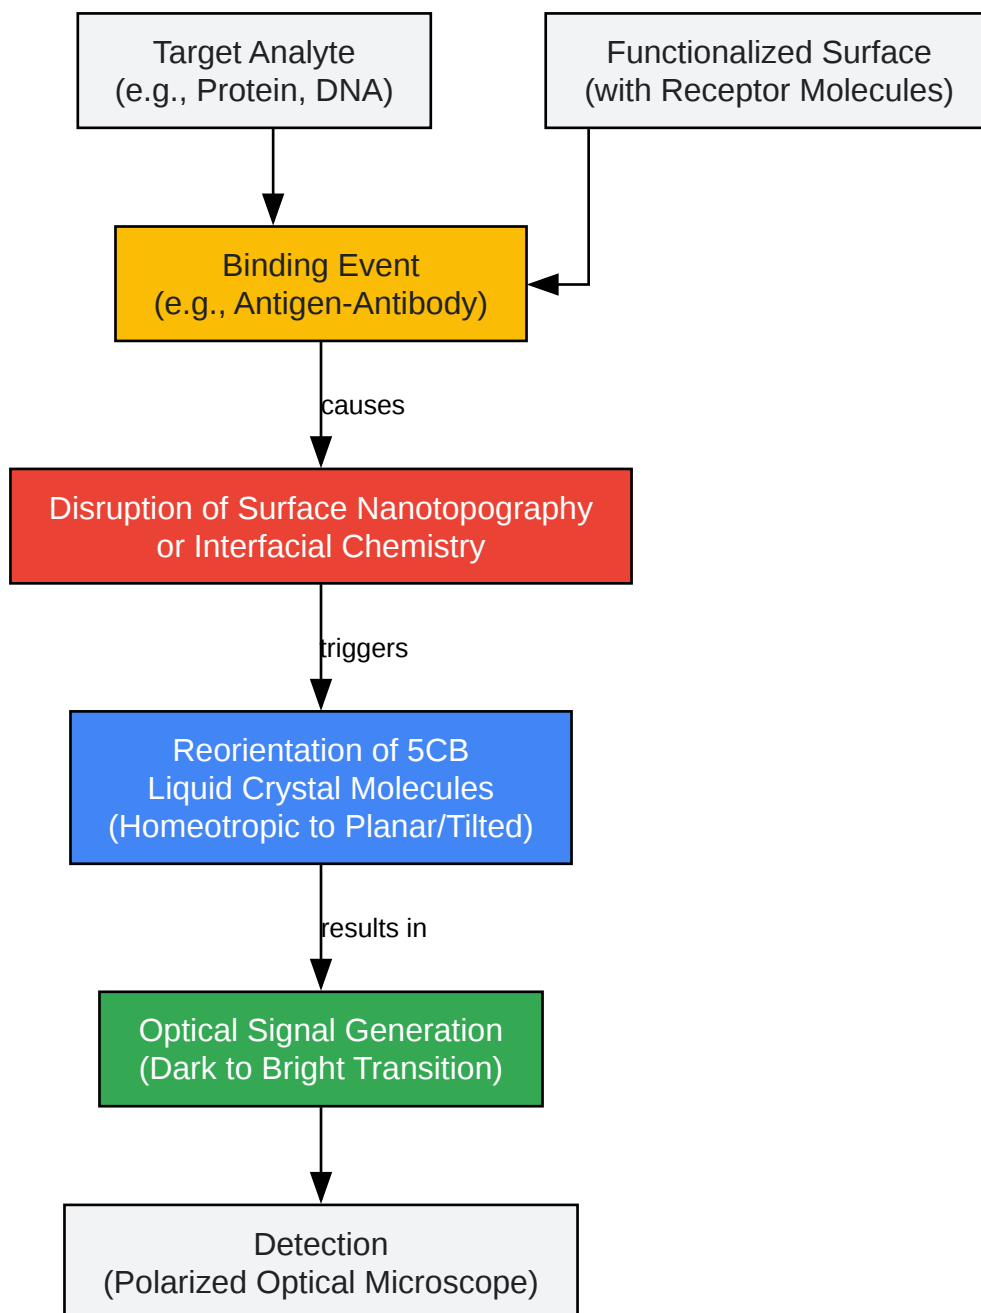 Target Analyte
(e.g., Protein, DNA)
Functionalized Surface
(with Receptor Molecules)
Binding Event
(e.g., Antigen-Antibody)
causes
Disruption of Surface Nanotopography
or Interfacial Chemistry
triggers
Reorientation of 5CB
Liquid Crystal Molecules
(Homeotropic to Planar/Tilted)
results in
Optical Signal Generation
(Dark to Bright Transition)
Detection
(Polarized Optical Microscope)